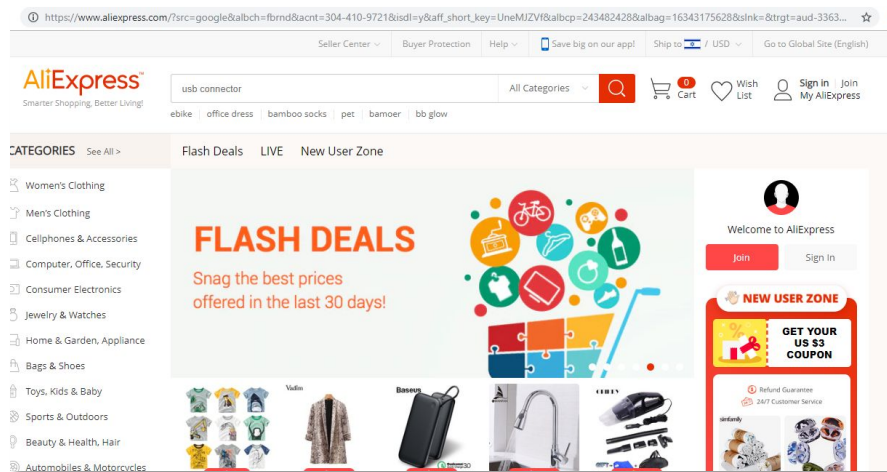 https://www.aliexpress.com/?src=google&albch=fbrnd&acnt=304-410-9721&isdl=y&aff_short_key=UneMJZVf&albcp=243482428&albag=16343175628&slnk=&trgt=aud-3363...
Seller Center Buyer Protection Help Save big on our app! Ship to / USD Go to Global Site (English)
AliExpress™
Smarter Shopping, Better Living!
usb connector All Categories
0 Cart
Wish List
Sign in Join
My AliExpress
ebike office dress bamboo socks pet bamoer bb glow
CATEGORIES See All >
Flash Deals LIVE New User Zone
Women's Clothing
Men's Clothing
Cellphones & Accessories
Computer, Office, Security
Consumer Electronics
Jewelry & Watches
Home & Garden, Appliance
Bags & Shoes
Toys, Kids & Baby
Sports & Outdoors
Beauty & Health, Hair
Automobiles & Motorcycles
FLASH DEALS
Snag the best prices
offered in the last 30 days!
Welcome to AliExpress
Join Sign In
NEW USER ZONE
GET YOUR
US $3
COUPON
Refund Guarantee
24/7 Customer Service
simfamily
Vadim
Baseus